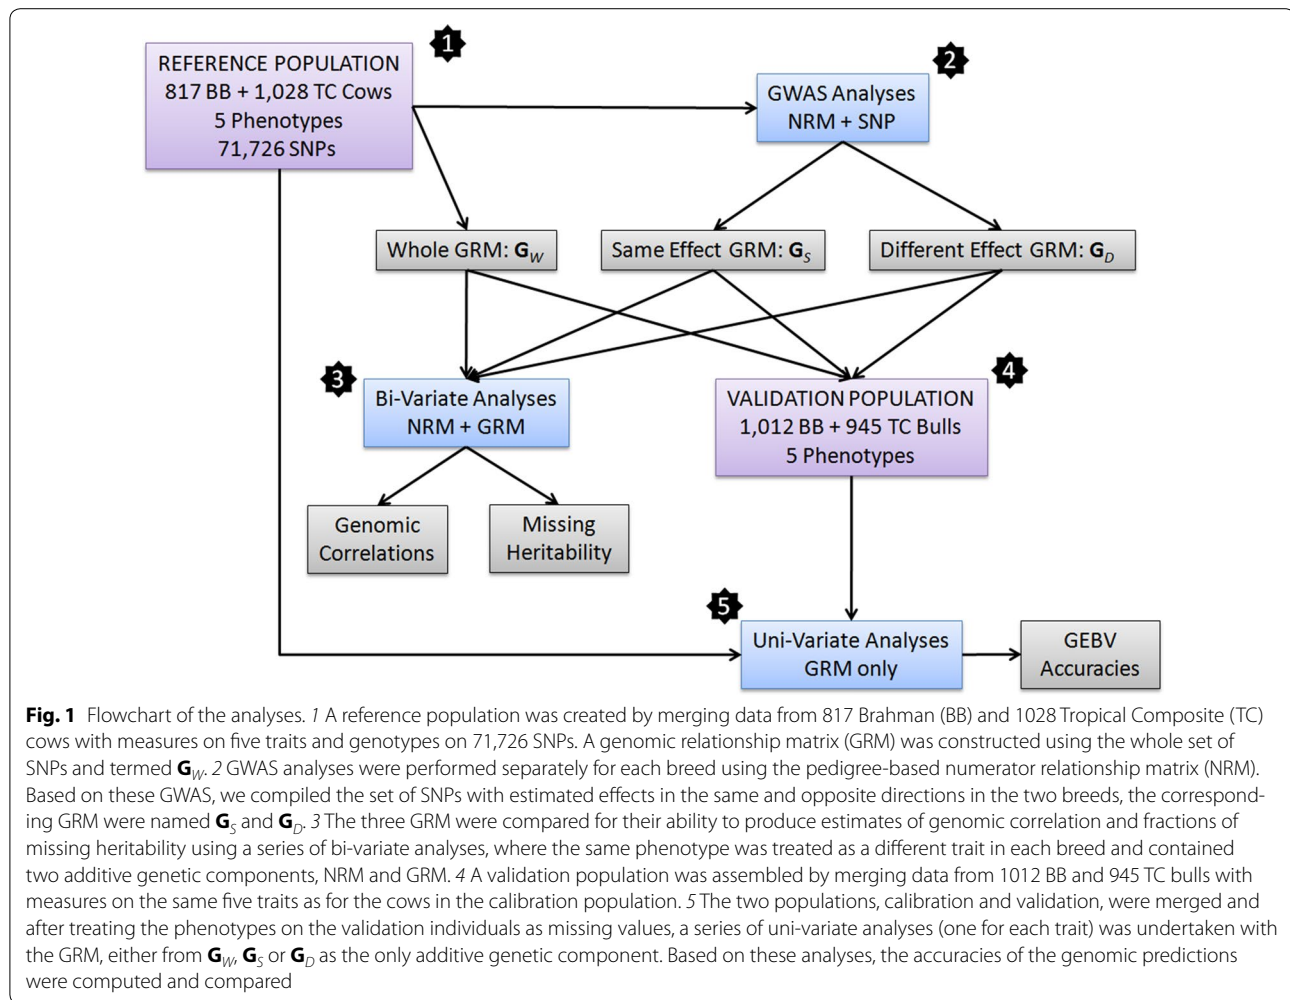 1
REFERENCE POPULATION
817 BB + 1,028 TC Cows
5 Phenotypes
71,726 SNPs
2
GWAS Analyses
NRM + SNP
Whole GRM: G_W
Same Effect GRM: G_S
Different Effect GRM: G_D
3
Bi-Variate Analyses
NRM + GRM
4
VALIDATION POPULATION
1,012 BB + 945 TC Bulls
5 Phenotypes
Genomic
Correlations
Missing
Heritability
5
Uni-Variate Analyses
GRM only
GEBV
Accuracies
Fig. 1 Flowchart of the analyses. 1 A reference population was created by merging data from 817 Brahman (BB) and 1028 Tropical Composite (TC)
cows with measures on five traits and genotypes on 71,726 SNPs. A genomic relationship matrix (GRM) was constructed using the whole set of
SNPs and termed G_W. 2 GWAS analyses were performed separately for each breed using the pedigree-based numerator relationship matrix (NRM).
Based on these GWAS, we compiled the set of SNPs with estimated effects in the same and opposite directions in the two breeds, the correspond-
ing GRM were named G_S and G_D. 3 The three GRM were compared for their ability to produce estimates of genomic correlation and fractions of
missing heritability using a series of bi-variate analyses, where the same phenotype was treated as a different trait in each breed and contained
two additive genetic components, NRM and GRM. 4 A validation population was assembled by merging data from 1012 BB and 945 TC bulls with
measures on the same five traits as for the cows in the calibration population. 5 The two populations, calibration and validation, were merged and
after treating the phenotypes on the validation individuals as missing values, a series of uni-variate analyses (one for each trait) was undertaken with
the GRM, either from G_W, G_S or G_D as the only additive genetic component. Based on these analyses, the accuracies of the genomic predictions
were computed and compared